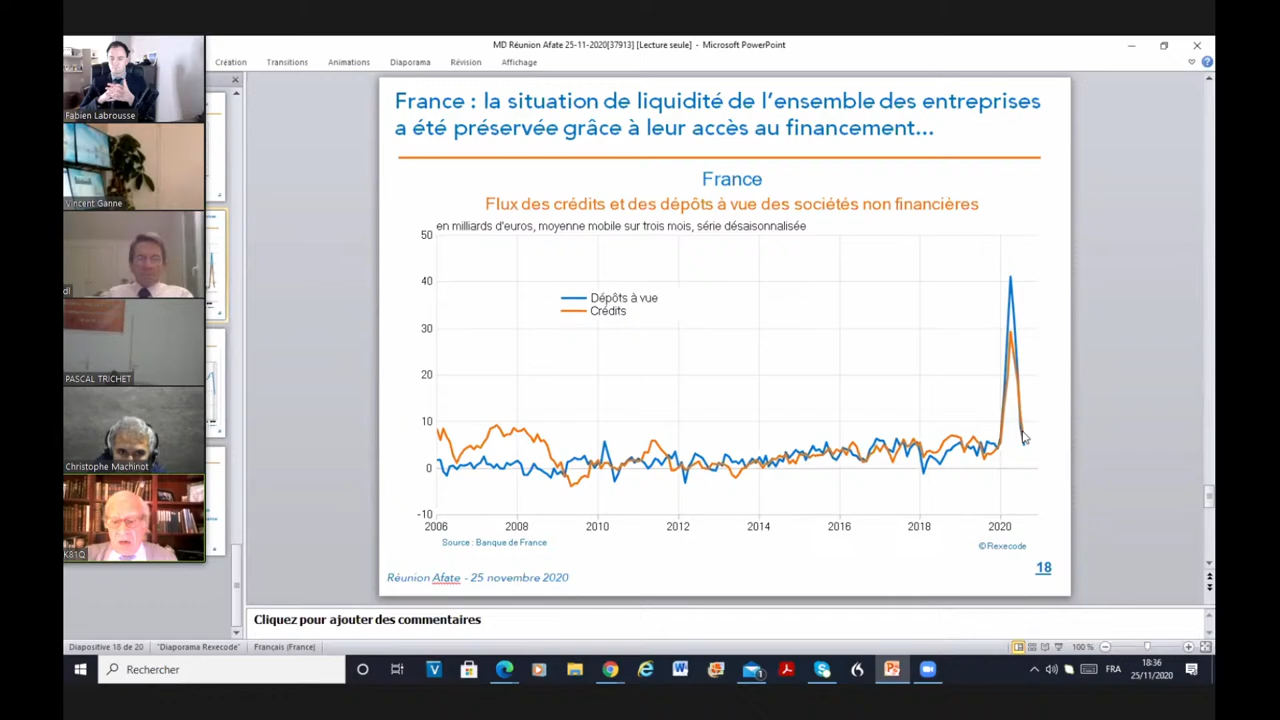 MD Réunion Afate 25-11-2020[37913] [Lecture seule] - Microsoft PowerPoint
Création Transitions Animations Diaporama Révision Affichage
Fabien Labrousse
Vincent Ganne
dl
PASCAL TRICHET
Christophe Machinot
K81Q
France : la situation de liquidité de l'ensemble des entreprises
a été préservée grâce à leur accès au financement...
France
Flux des crédits et des dépôts à vue des sociétés non financières
en milliards d'euros, moyenne mobile sur trois mois, série désaisonnalisée
50
40
30
20
10
0
-10
Dépôts à vue
Crédits
2006 2008 2010 2012 2014 2016 2018 2020
Source : Banque de France
©Rexecode
18
Réunion Afate - 25 novembre 2020
Cliquez pour ajouter des commentaires
Diapositive 18 de 20 "Diaporama Rexecode" Français (France) 100 %
Rechercher
FRA
18:36
25/11/2020